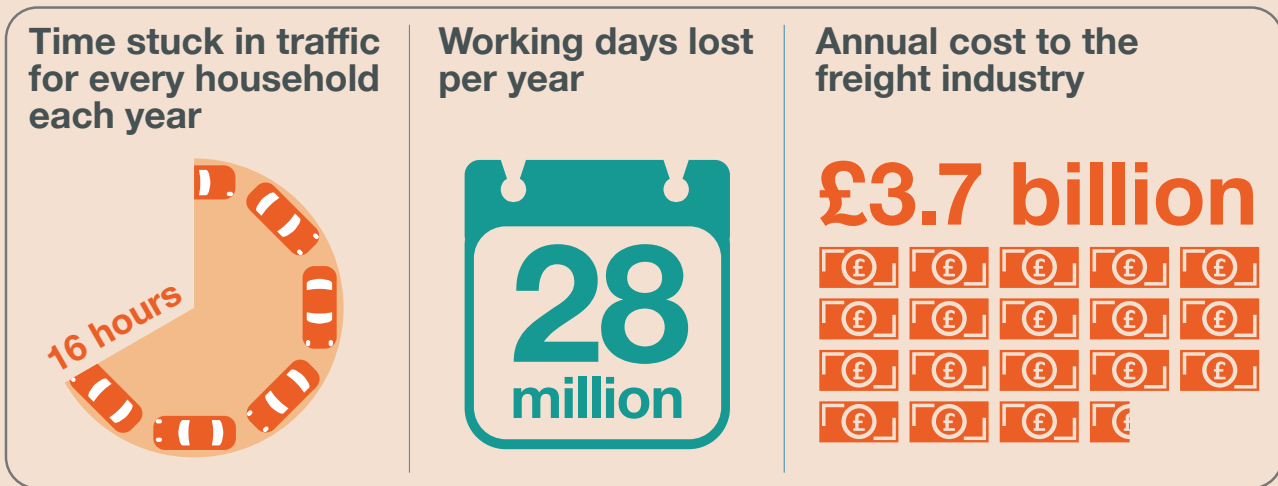 Time stuck in traffic
for every household
each year
16 hours
Working days lost
per year
28
million
Annual cost to the
freight industry
£3.7 billion
£ £ £ £ £
£ £ £ £ £
£ £ £ £ £
£ £ £